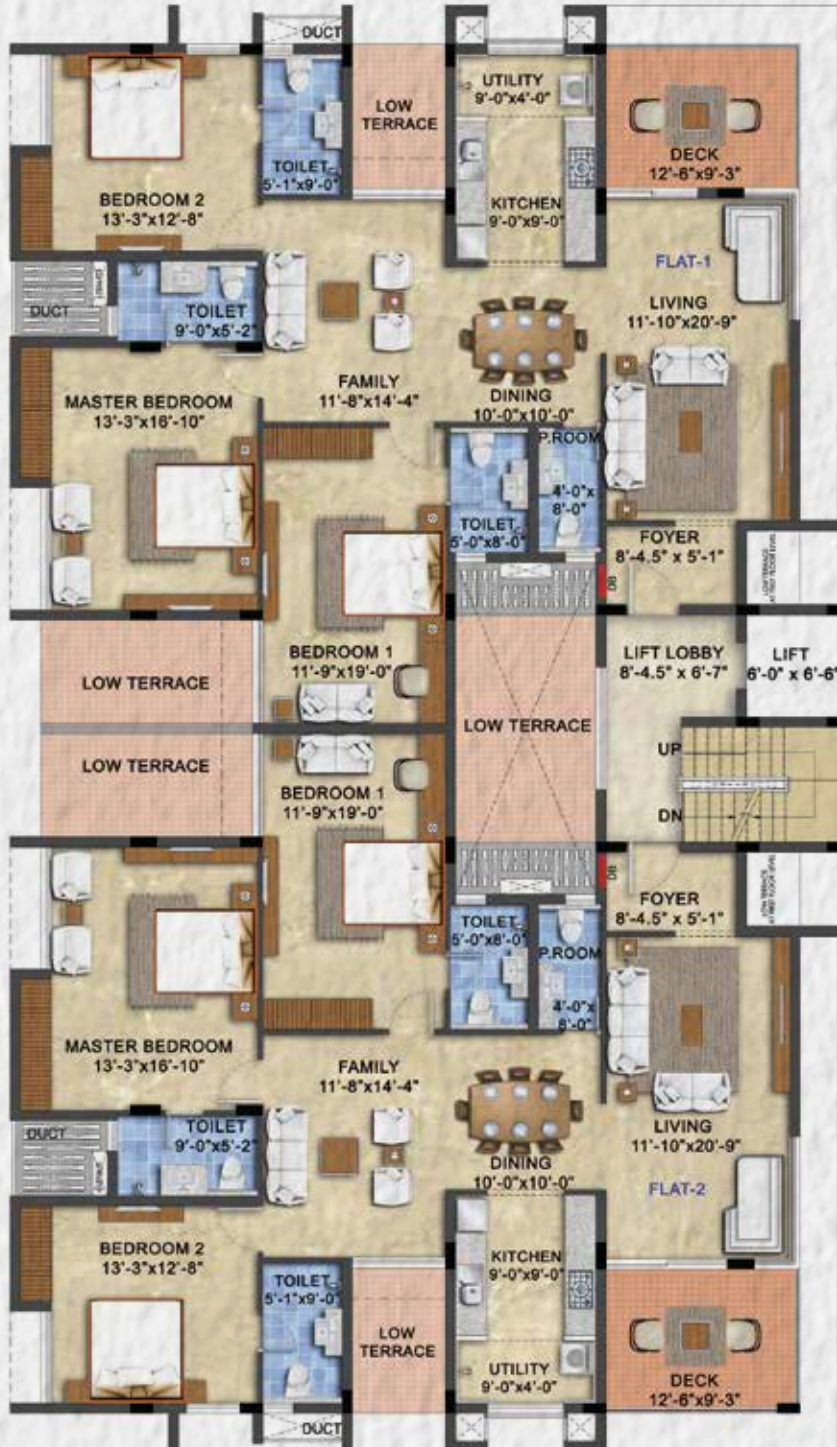 DUCT
UTILITY
9'-0"x4'-0"
LOW
TERRACE
DECK
12'-6"x9'-3"
TOILET
5'-1"x9'-0"
BEDROOM 2
13'-3"x12'-8"
KITCHEN
9'-0"x9'-0"
FLAT-1
DUCT
TOILET
9'-0"x5'-2"
LIVING
11'-10"x20'-9"
FAMILY
11'-8"x14'-4"
DINING
10'-0"x10'-0"
MASTER BEDROOM
13'-3"x16'-10"
P.ROOM
4'-0"x
8'-0"
TOILET
5'-0"x8'-0"
FOYER
8'-4.5" x 5'-1"
DB
BEDROOM 1
11'-9"x19'-0"
LIFT LOBBY
8'-4.5" x 6'-7"
LIFT
6'-0" x 6'-6"
LOW TERRACE
LOW TERRACE
LOW TERRACE
UP
DN
BEDROOM 1
11'-9"x19'-0"
DB
FOYER
8'-4.5" x 5'-1"
TOILET
5'-0"x8'-0"
P.ROOM
4'-0"x
8'-0"
MASTER BEDROOM
13'-3"x16'-10"
FAMILY
11'-8"x14'-4"
LIVING
11'-10"x20'-9"
DUCT
TOILET
9'-0"x5'-2"
DINING
10'-0"x10'-0"
FLAT-2
BEDROOM 2
13'-3"x12'-8"
KITCHEN
9'-0"x9'-0"
TOILET
5'-1"x9'-0"
LOW
TERRACE
UTILITY
9'-0"x4'-0"
DECK
12'-6"x9'-3"
DUCT